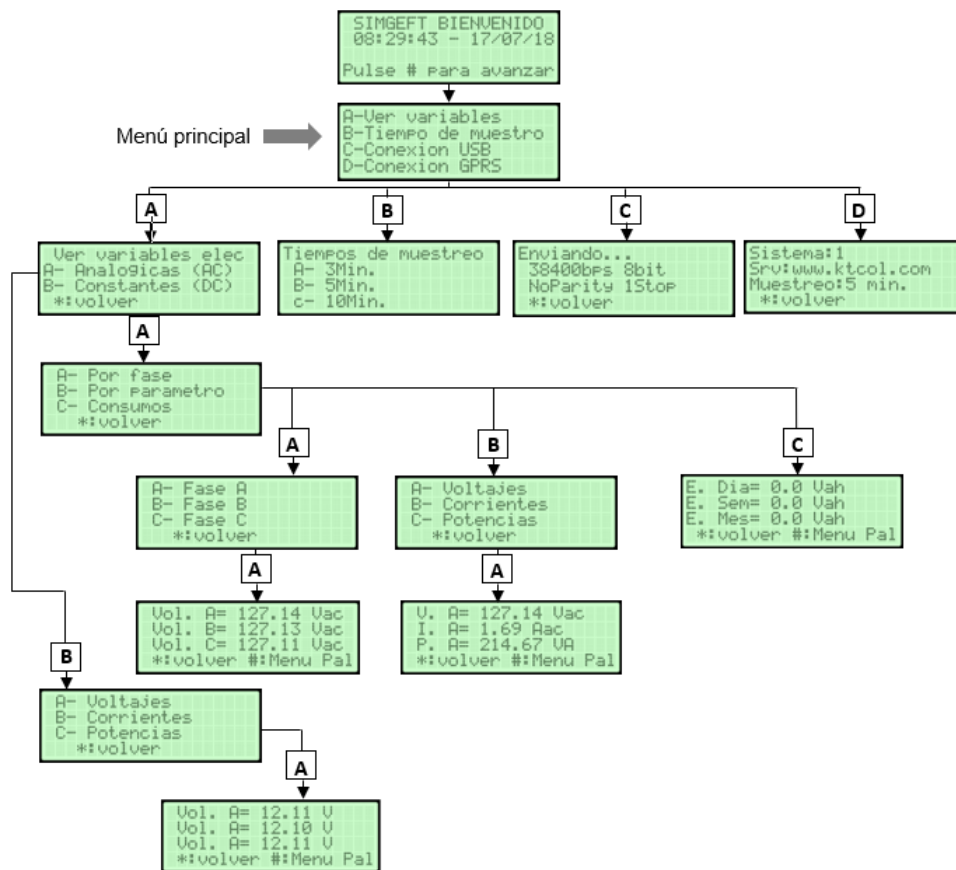 SIMGEFT BIENVENIDO
08:29:43 - 17/07/18
Pulse # para avanzar
Menú principal
A-Ver variables
B-Tiempo de muestro
C-Conexion USB
D-Conexion GPRS
A
B
C
D
Ver variables elec
A- Analogicas (AC)
B- Constantes (DC)
*:volver
Tiempos de muestreo
A- 3Min.
B- 5Min.
c- 10Min.
Enviando...
38400bps 8bit
NoParity 1Stop
*:volver
Sistema:1
Srv:www.ktcol.com
Muestreo:5 min.
*:volver
A
A- Por fase
B- Por parametro
C- Consumos
*:volver
A
B
C
A- Fase A
B- Fase B
C- Fase C
*:volver
A- Voltajes
B- Corrientes
C- Potencias
*:volver
E. Dia= 0.0 Vah
E. Sem= 0.0 Vah
E. Mes= 0.0 Vah
*:volver #:Menu Pal
A
A
Vol. A= 127.14 Vac
Vol. B= 127.13 Vac
Vol. C= 127.11 Vac
*:volver #:Menu Pal
V. A= 127.14 Vac
I. A= 1.69 Aac
P. A= 214.67 VA
*:volver #:Menu Pal
B
A- Voltajes
B- Corrientes
C- Potencias
*:volver
A
Vol. A= 12.11 V
Vol. A= 12.10 V
Vol. A= 12.11 V
*:volver #:Menu Pal